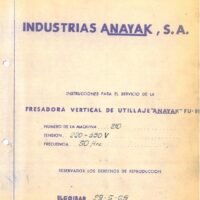 INDUSTRIAS ANAYAK, S.A.
INSTRUCCIONES PARA EL SERVICIO DE LA
FRESADORA VERTICAL DE UTILLAJE "ANAYAK" FU-
NUMERO DE LA MAQUINA
TENSION 220-380 V
FRECUENCIA 50 Hz
RESERVADOS LOS DERECHOS DE REPRODUCCION
ELGOIBAR